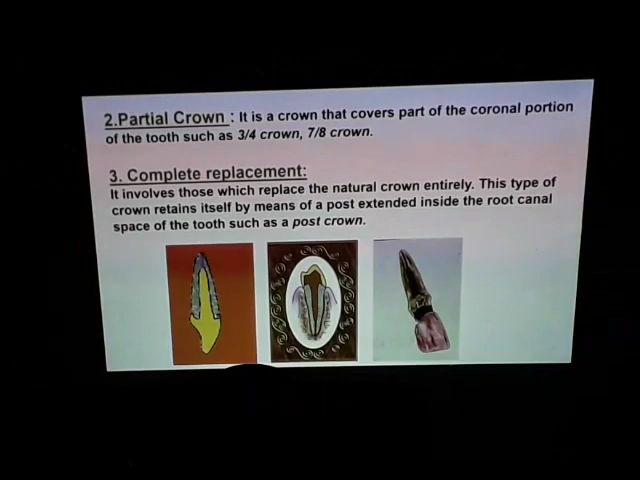 2.Partial Crown : It is a crown that covers part of the coronal portion
of the tooth such as 3/4 crown, 7/8 crown.
3. Complete replacement:
It involves those which replace the natural crown entirely. This type of
crown retains itself by means of a post extended inside the root canal
space of the tooth such as a post crown.